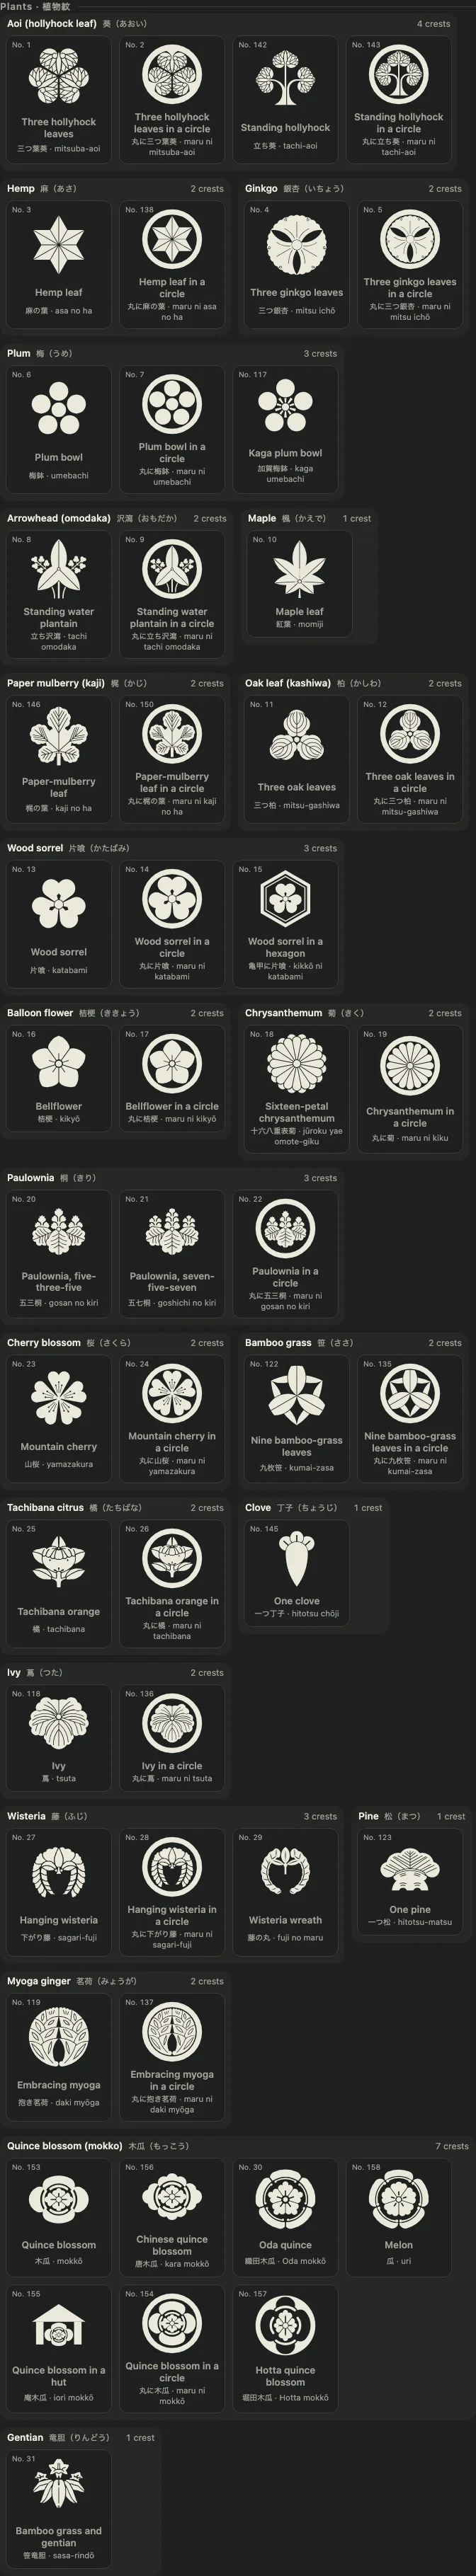 Plants · 植物紋
Aoi (hollyhock leaf) 葵（あおい） 4 crests
No. 1
Three hollyhock
leaves
三つ葉葵 · mitsuba-aoi
No. 2
Three hollyhock
leaves in a circle
丸に三つ葉葵 · maru ni
mitsuba-aoi
No. 142
Standing hollyhock
立ち葵 · tachi-aoi
No. 143
Standing hollyhock
in a circle
丸に立ち葵 · maru ni
tachi-aoi
Hemp 麻（あさ） 2 crests
No. 3
Hemp leaf
麻の葉 · asa no ha
No. 138
Hemp leaf in a
circle
丸に麻の葉 · maru ni asa
no ha
Ginkgo 銀杏（いちょう） 2 crests
No. 4
Three ginkgo leaves
三つ銀杏 · mitsu ichō
No. 5
Three ginkgo leaves
in a circle
丸に三つ銀杏 · maru ni
mitsu ichō
Plum 梅（うめ） 3 crests
No. 6
Plum bowl
梅鉢 · umebachi
No. 7
Plum bowl in a
circle
丸に梅鉢 · maru ni
umebachi
No. 117
Kaga plum bowl
加賀梅鉢 · kaga
umebachi
Arrowhead (omodaka) 沢瀉（おもだか） 2 crests
No. 8
Standing water
plantain
立ち沢瀉 · tachi
omodaka
No. 9
Standing water
plantain in a circle
丸に立ち沢瀉 · maru ni
tachi omodaka
Maple 楓（かえで） 1 crest
No. 10
Maple leaf
紅葉 · momiji
Paper mulberry (kaji) 梶（かじ） 2 crests
No. 146
Paper-mulberry
leaf
梶の葉 · kaji no ha
No. 150
Paper-mulberry
leaf in a circle
丸に梶の葉 · maru ni kaji
no ha
Oak leaf (kashiwa) 柏（かしわ） 2 crests
No. 11
Three oak leaves
三つ柏 · mitsu-gashiwa
No. 12
Three oak leaves in
a circle
丸に三つ柏 · maru ni
mitsu-gashiwa
Wood sorrel 片喰（かたばみ） 3 crests
No. 13
Wood sorrel
片喰 · katabami
No. 14
Wood sorrel in a
circle
丸に片喰 · maru ni
katabami
No. 15
Wood sorrel in a
hexagon
亀甲に片喰 · kikkō ni
katabami
Balloon flower 桔梗（ききょう） 2 crests
No. 16
Bellflower
桔梗 · kikyō
No. 17
Bellflower in a circle
丸に桔梗 · maru ni kikyō
Chrysanthemum 菊（きく） 2 crests
No. 18
Sixteen-petal
chrysanthemum
十六八重表菊 · jūroku yae
omote-giku
No. 19
Chrysanthemum in
a circle
丸に菊 · maru ni kiku
Paulownia 桐（きり） 3 crests
No. 20
Paulownia, five-
three-five
五三桐 · gosan no kiri
No. 21
Paulownia, seven-
five-seven
五七桐 · goshichi no kiri
No. 22
Paulownia in a
circle
丸に五三桐 · maru ni
gosan no kiri
Cherry blossom 桜（さくら） 2 crests
No. 23
Mountain cherry
山桜 · yamazakura
No. 24
Mountain cherry in
a circle
丸に山桜 · maru ni
yamazakura
Bamboo grass 笹（ささ） 2 crests
No. 122
Nine bamboo-grass
leaves
九枚笹 · kumai-zasa
No. 135
Nine bamboo-grass
leaves in a circle
丸に九枚笹 · maru ni
kumai-zasa
Tachibana citrus 橘（たちばな） 2 crests
No. 25
Tachibana orange
橘 · tachibana
No. 26
Tachibana orange in
a circle
丸に橘 · maru ni
tachibana
Clove 丁子（ちょうじ） 1 crest
No. 145
One clove
一つ丁子 · hitotsu chōji
Ivy 蔦（つた） 2 crests
No. 118
Ivy
蔦 · tsuta
No. 136
Ivy in a circle
丸に蔦 · maru ni tsuta
Wisteria 藤（ふじ） 3 crests
No. 27
Hanging wisteria
下がり藤 · sagari-fuji
No. 28
Hanging wisteria in
a circle
丸に下がり藤 · maru ni
sagari-fuji
No. 29
Wisteria wreath
藤の丸 · fuji no maru
Pine 松（まつ） 1 crest
No. 123
One pine
一つ松 · hitotsu-matsu
Myoga ginger 茗荷（みょうが） 2 crests
No. 119
Embracing myoga
抱き茗荷 · daki myōga
No. 137
Embracing myoga
in a circle
丸に抱き茗荷 · maru ni
daki myōga
Quince blossom (mokko) 木瓜（もっこう） 7 crests
No. 153
Quince blossom
木瓜 · mokkō
No. 156
Chinese quince
blossom
唐木瓜 · kara mokkō
No. 30
Oda quince
織田木瓜 · Oda mokkō
No. 158
Melon
瓜 · uri
No. 155
Quince blossom in a
hut
庵木瓜 · iori mokkō
No. 154
Quince blossom in a
circle
丸に木瓜 · maru ni
mokkō
No. 157
Hotta quince
blossom
堀田木瓜 · Hotta mokkō
Gentian 竜胆（りんどう） 1 crest
No. 31
Bamboo grass and
gentian
笹竜胆 · sasa-rindō